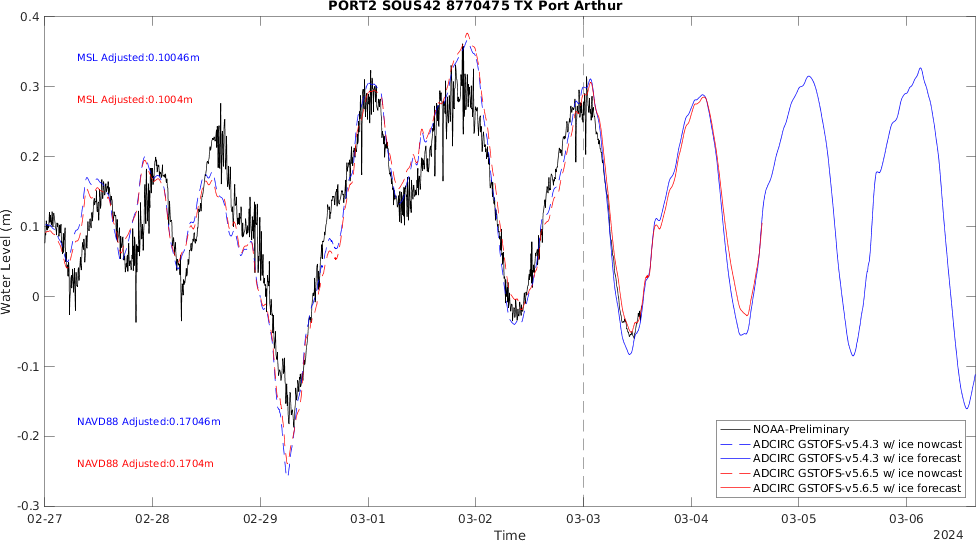 PORT2 SOUS42 8770475 TX Port Arthur
0.4
0.3
0.2
0.1
0
-0.1
-0.2
-0.3
Water Level (m)
MSL Adjusted:0.10046m
MSL Adjusted:0.1004m
NAVD88 Adjusted:0.17046m
NAVD88 Adjusted:0.1704m
NOAA-Preliminary
ADCIRC GSTOFS-v5.4.3 w/ ice nowcast
ADCIRC GSTOFS-v5.4.3 w/ ice forecast
ADCIRC GSTOFS-v5.6.5 w/ ice nowcast
ADCIRC GSTOFS-v5.6.5 w/ ice forecast
02-27 02-28 02-29 03-01 03-02 03-03 03-04 03-05 03-06
Time
2024